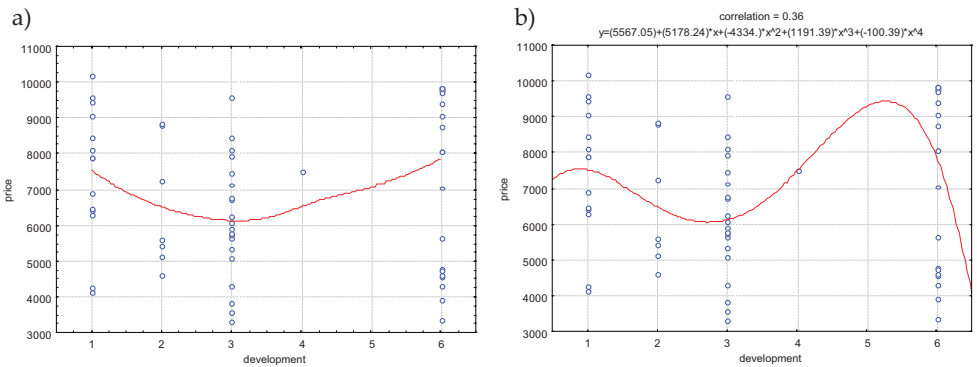 a)
11000
10000
9000
8000
7000
6000
5000
4000
3000
price
1 2 3 4 5 6
development
b)
correlation = 0.36
y=(5567.05)+(5178.24)*x+(-4334.)*x^2+(1191.39)*x^3+(-100.39)*x^4
11000
10000
9000
8000
7000
6000
5000
4000
3000
price
1 2 3 4 5 6
development